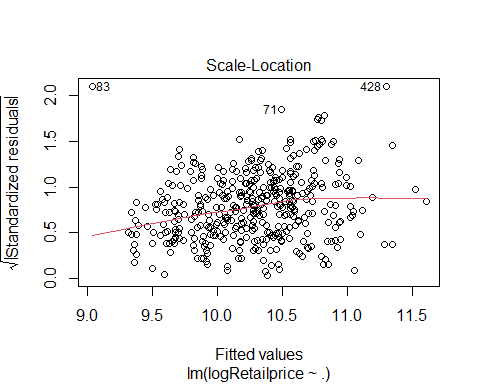 Scale-Location
√|Standardized residuals|
2.0
1.5
1.0
0.5
0.0
83
428
71
9.0 9.5 10.0 10.5 11.0 11.5
Fitted values
lm(logRetailprice ~ .)